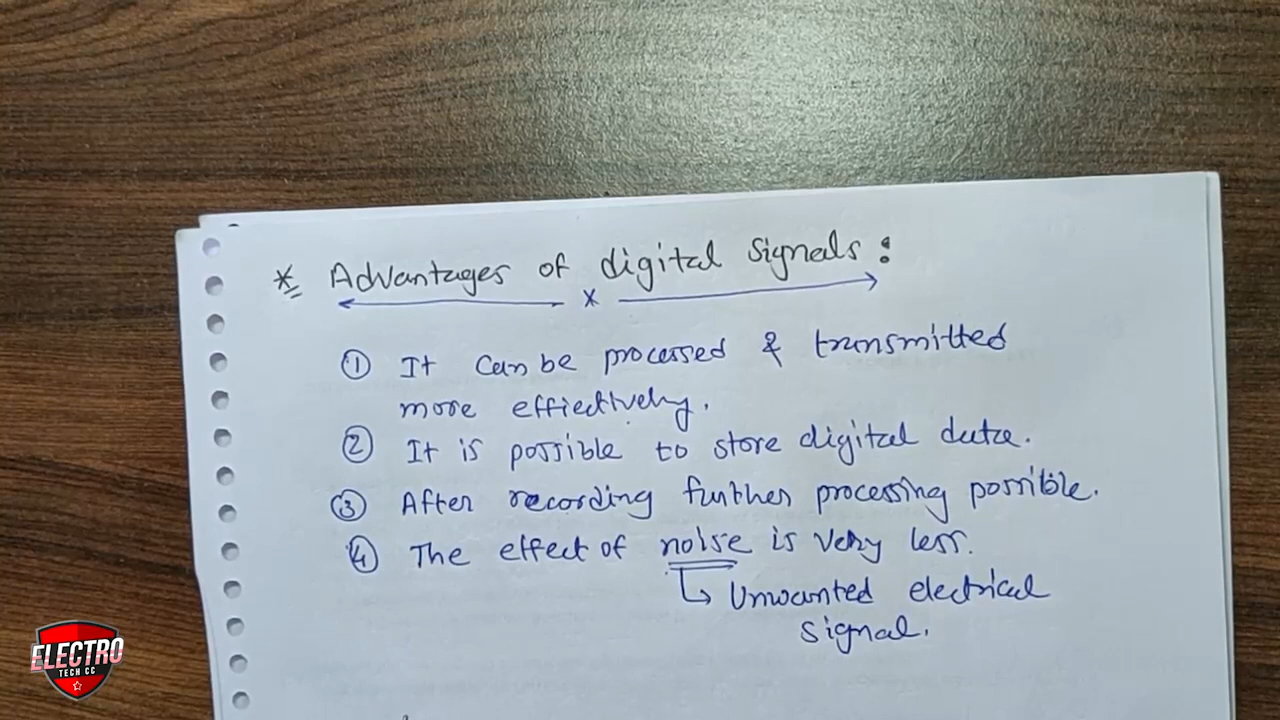 * Advantages of digital Signals :
← × →
① It can be processed & transmitted
more effiectively.
② It is possible to store digital data.
③ After recording further processing possible.
④ The effect of noise is very less.
↳ Unwanted electrical
signal.
ELECTRO
TECH CC